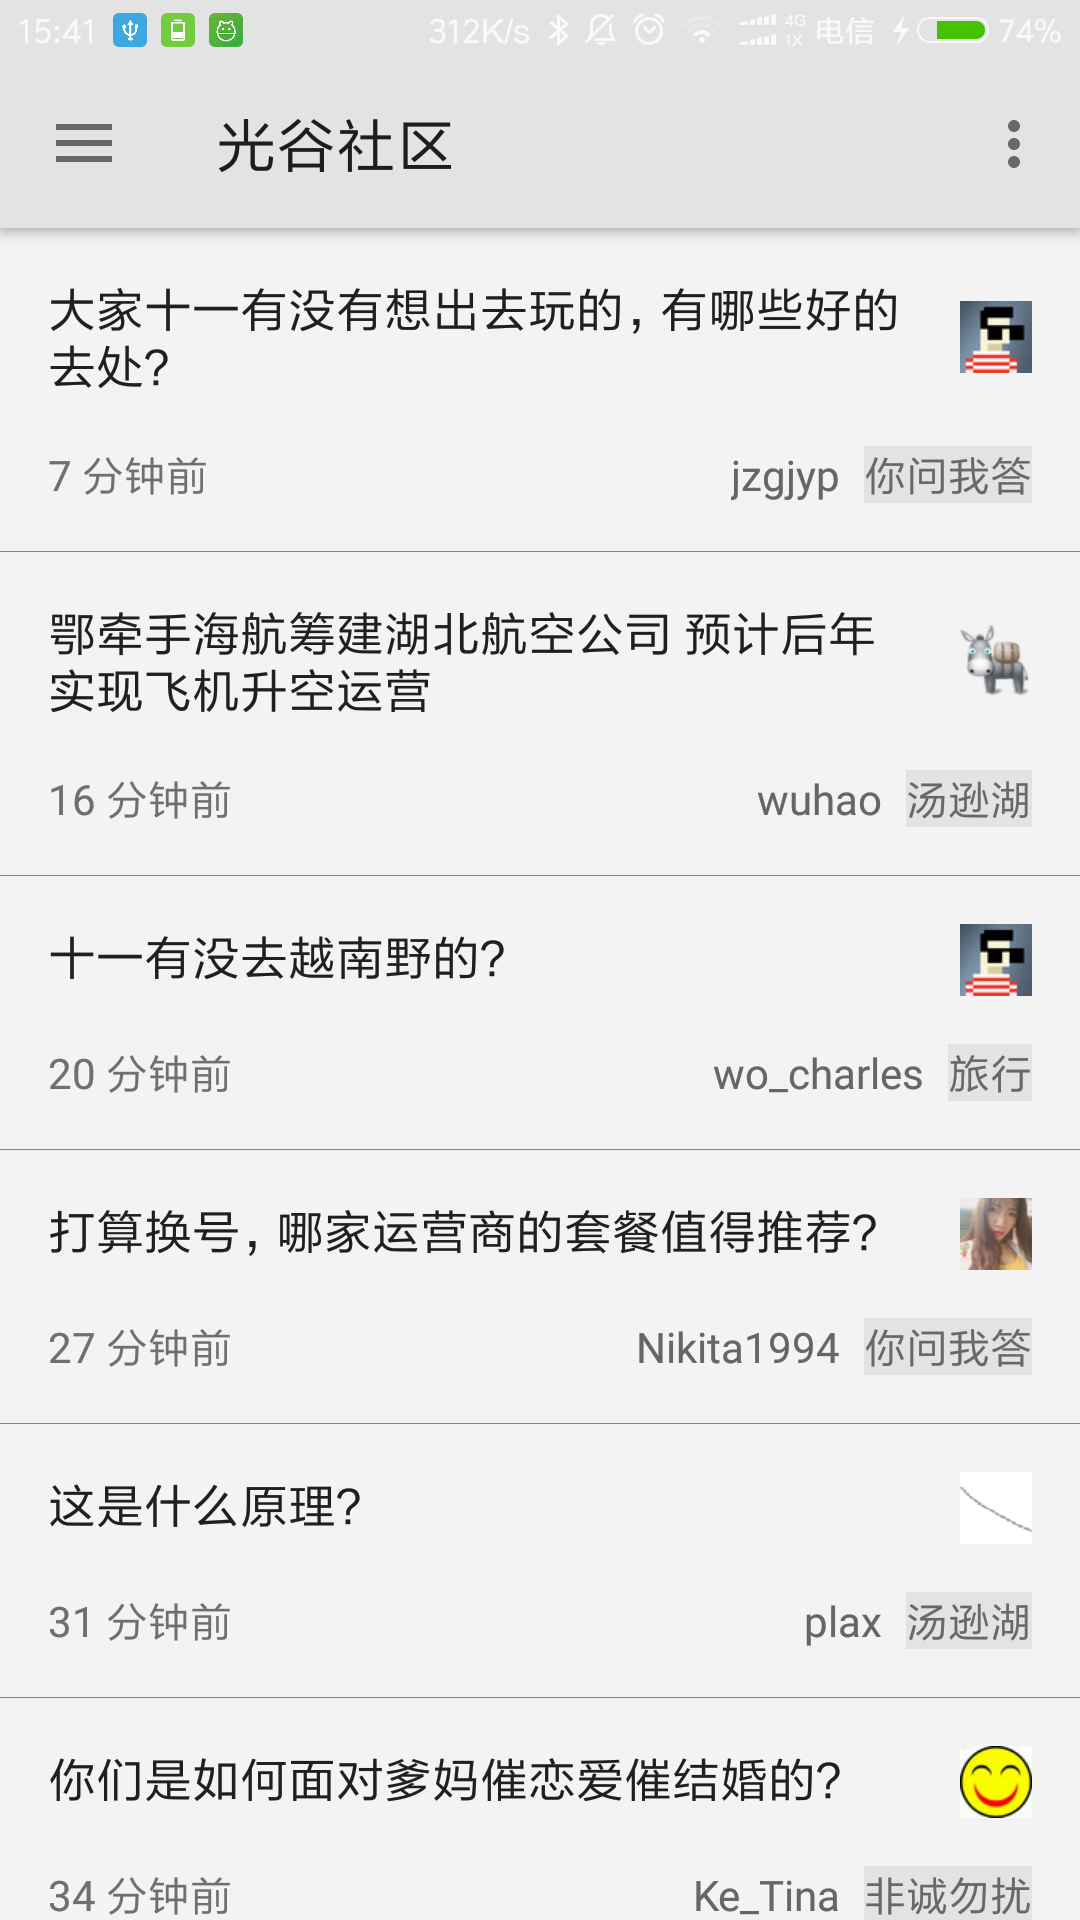 15:41 312K/s 4G 1X 电信 74%
光谷社区
大家十一有没有想出去玩的，有哪些好的
去处？
7 分钟前 jzgjyp 你问我答
鄂牵手海航筹建湖北航空公司 预计后年
实现飞机升空运营
16 分钟前 wuhao 汤逊湖
十一有没去越南野的？
20 分钟前 wo_charles 旅行
打算换号，哪家运营商的套餐值得推荐？
27 分钟前 Nikita1994 你问我答
这是什么原理？
31 分钟前 plax 汤逊湖
你们是如何面对爹妈催恋爱催结婚的？
34 分钟前 Ke_Tina 非诚勿扰